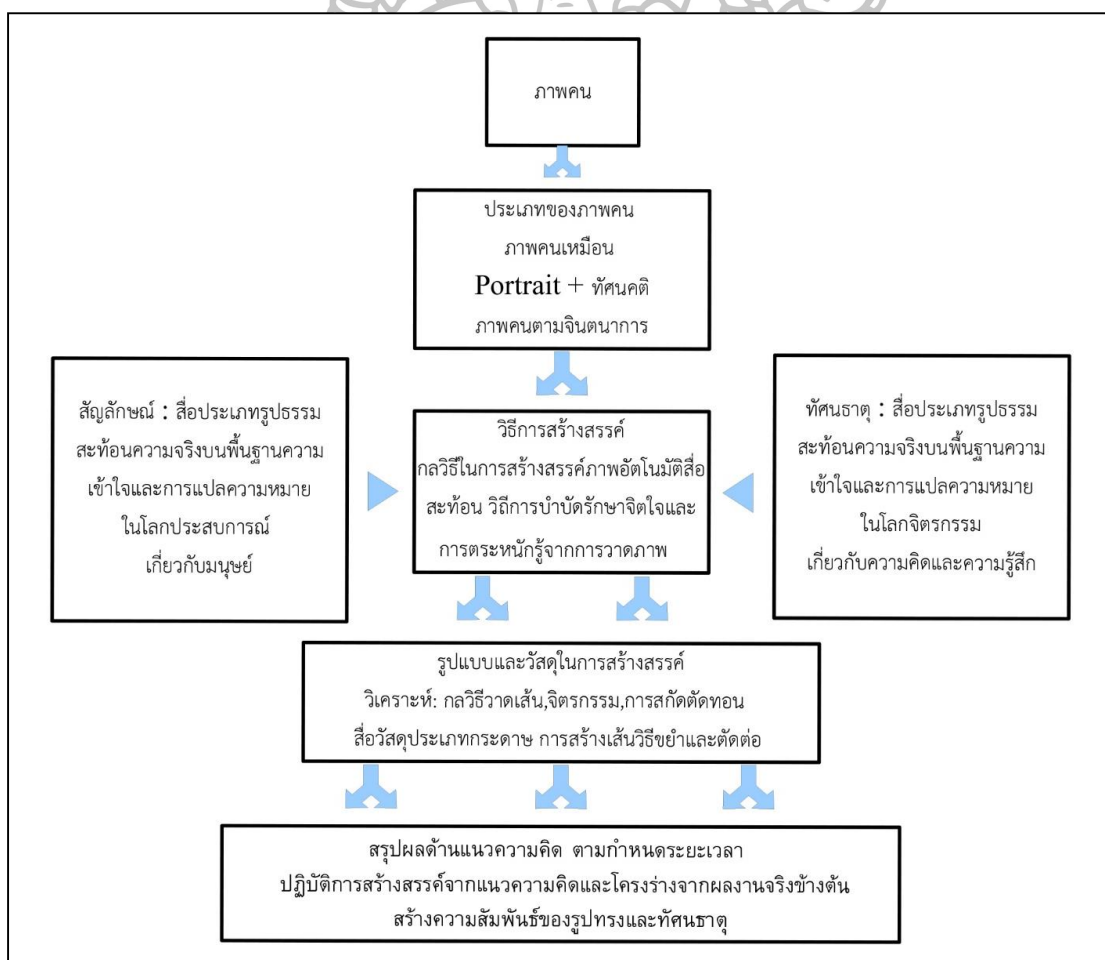 ภาพคน
ประเภทของภาพคน
ภาพคนเหมือน
Portrait + ทัศนคติ
ภาพคนตามจินตนาการ
สัญลักษณ์ : สื่อประเภทรูปธรรม
สะท้อนความจริงบนพื้นฐานความ
เข้าใจและการแปลความหมาย
ในโลกประสบการณ์
เกี่ยวกับมนุษย์
วิธีการสร้างสรรค์
กลวิธีในการสร้างสรรค์ภาพอัตโนมัติสื่อ
สะท้อน วิถีการบำบัดรักษาจิตใจและ
การตระหนักรู้จากการวาดภาพ
ทัศนธาตุ : สื่อประเภทรูปธรรม
สะท้อนความจริงบนพื้นฐานความ
เข้าใจและการแปลความหมาย
ในโลกจิตรกรรม
เกี่ยวกับความคิดและความรู้สึก
รูปแบบและวัสดุในการสร้างสรรค์
วิเคราะห์: กลวิธีวาดเส้น,จิตรกรรม,การสกัดตัดทอน
สื่อวัสดุประเภทกระดาษ การสร้างเส้นวิธีขยำและตัดต่อ
สรุปผลด้านแนวความคิด ตามกำหนดระยะเวลา
ปฏิบัติการสร้างสรรค์จากแนวความคิดและโครงร่างจากผลงานจริงข้างต้น
สร้างความสัมพันธ์ของรูปทรงและทัศนธาตุ